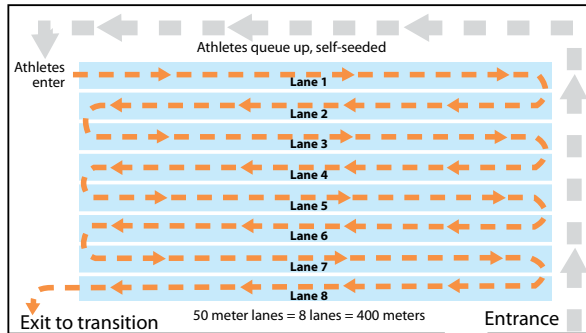 Athletes queue up, self-seeded
Athletes
enter
Lane 1
Lane 2
Lane 3
Lane 4
Lane 5
Lane 6
Lane 7
Lane 8
Exit to transition
50 meter lanes = 8 lanes = 400 meters
Entrance